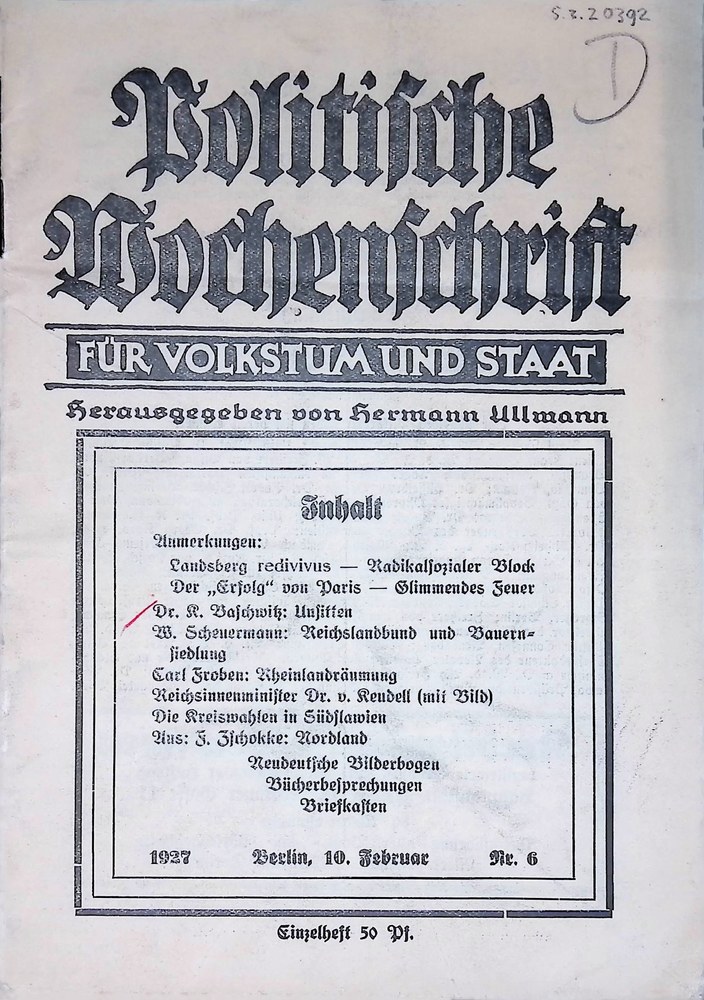 S.z. 20392
D
Politische
Wochenschrift
FÜR VOLKSTUM UND STAAT
Herausgegeben von Hermann Ullmann
Inhalt
Anmerkungen:
Landsberg redivivus — Radikalsozialer Block
Der „Erfolg“ von Paris — Glimmendes Feuer
Dr. K. Baschwitz: Unsitten
W. Scheuermann: Reichslandbund und Bauern-
siedlung
Carl Froben: Rheinlandräumung
Reichsinnenminister Dr. v. Keudell (mit Bild)
Die Kreiswahlen in Südslawien
Aus: F. Zschokke: Nordland
Neudeutsche Bilderbogen
Bücherbesprechungen
Briefkasten
1927 Berlin, 10. Februar Nr. 6
Einzelheft 50 Pf.